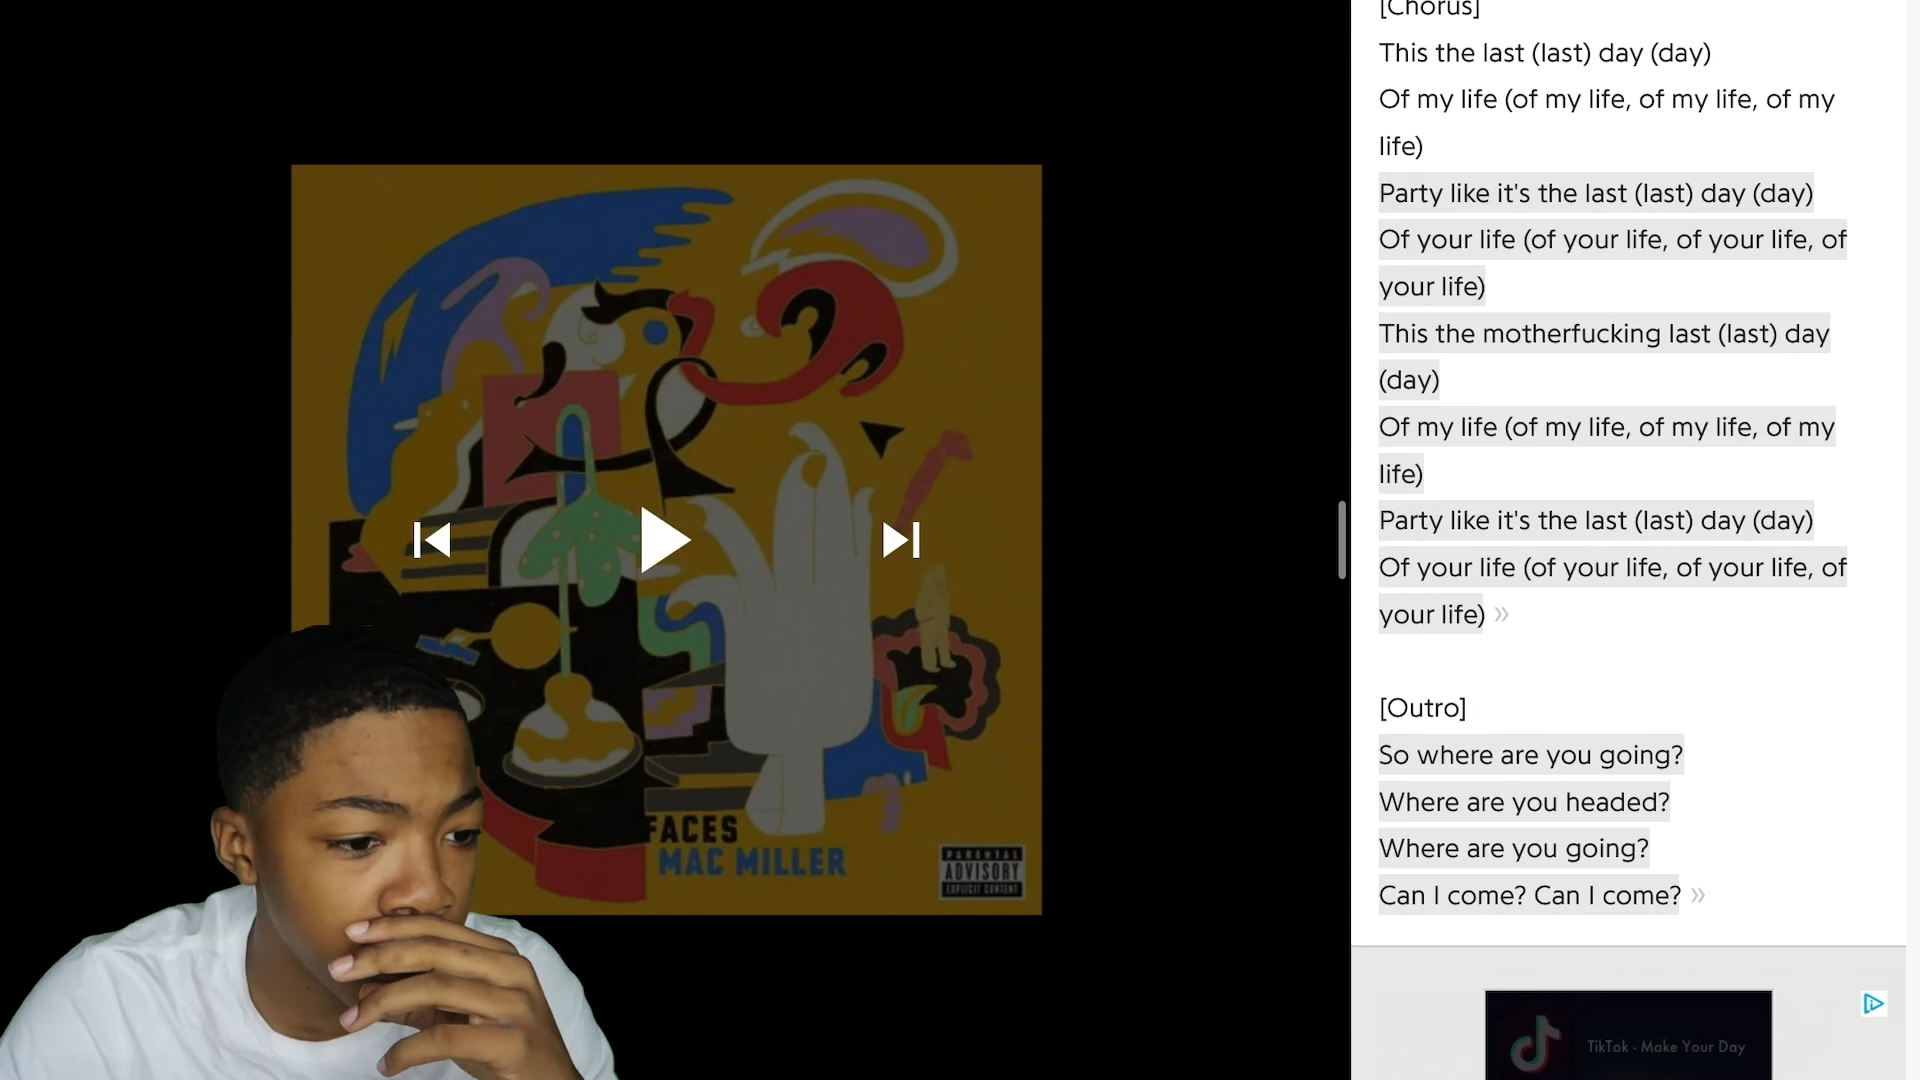 [Chorus]
This the last (last) day (day)
Of my life (of my life, of my life, of my
life)
Party like it's the last (last) day (day)
Of your life (of your life, of your life, of
your life)
This the motherfucking last (last) day
(day)
Of my life (of my life, of my life, of my
life)
Party like it's the last (last) day (day)
Of your life (of your life, of your life, of
your life) »
[Outro]
So where are you going?
Where are you headed?
Where are you going?
Can I come? Can I come? »
FACES
MAC MILLER
PARENTAL
ADVISORY
EXPLICIT CONTENT
TikTok - Make Your Day